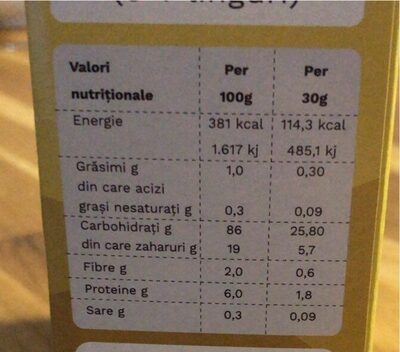 Valori Per Per
nutriționale 100g 30g
Energie 381 kcal 114,3 kcal
1.617 kj 485,1 kj
Grăsimi g 1,0 0,30
din care acizi
grași nesaturați g 0,3 0,09
Carbohidrați g 86 25,80
din care zaharuri g 19 5,7
Fibre g 2,0 0,6
Proteine g 6,0 1,8
Sare g 0,3 0,09